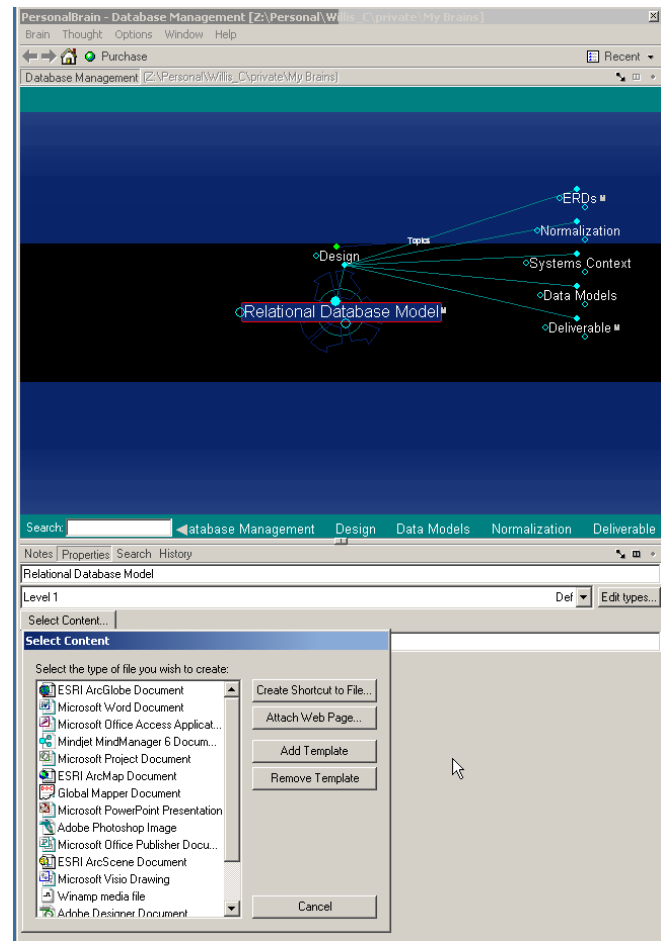 PersonalBrain - Database Management [Z:\Personal\Willis_C\private\My Brains]
Brain Thought Options Window Help
Purchase Recent
Database Management [Z:\Personal\Willis_C\private\My Brains]
ERDs M
Topics
Normalization
Design
Systems Context
Data Models
Relational Database Model M
Deliverable M
Search: atabase Management Design Data Models Normalization Deliverable
Notes Properties Search History
Relational Database Model
Level 1 Def Edit types...
Select Content...
Select Content
Select the type of file you wish to create:
ESRI ArcGlobe Document
Create Shortcut to File...
Microsoft Word Document
Microsoft Office Access Applicat...
Attach Web Page...
Mindjet MindManager 6 Docum...
Microsoft Project Document
Add Template
ESRI ArcMap Document
Remove Template
Global Mapper Document
Microsoft PowerPoint Presentation
Adobe Photoshop Image
Microsoft Office Publisher Docu...
ESRI ArcScene Document
Microsoft Visio Drawing
Winamp media file
Cancel
Adobe Designer Document